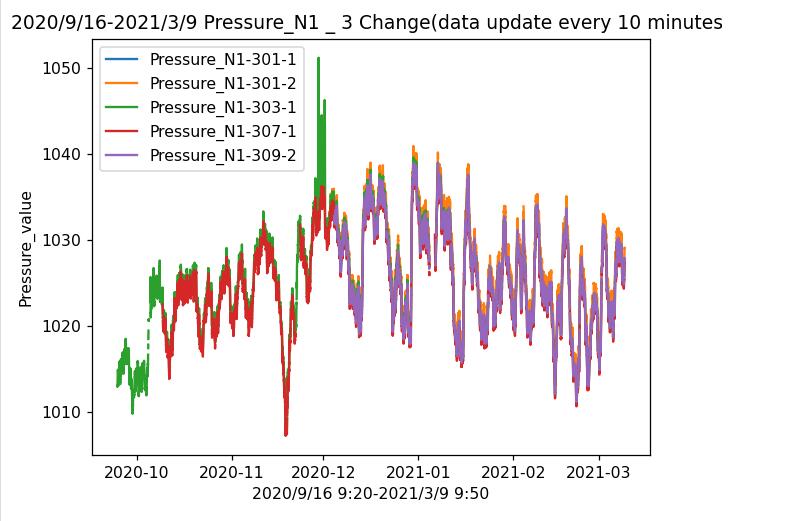 2020/9/16-2021/3/9 Pressure_N1 _ 3 Change(data update every 10 minutes
Pressure_N1-301-1
Pressure_N1-301-2
Pressure_N1-303-1
Pressure_N1-307-1
Pressure_N1-309-2
Pressure_value
1050
1040
1030
1020
1010
2020-10 2020-11 2020-12 2021-01 2021-02 2021-03
2020/9/16 9:20-2021/3/9 9:50